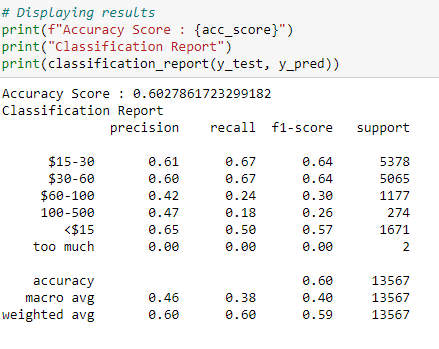 # Displaying results
print(f"Accuracy Score : {acc_score}")
print("Classification Report")
print(classification_report(y_test, y_pred))
Accuracy Score : 0.6027861723299182
Classification Report
precision recall f1-score support
$15-30 0.61 0.67 0.64 5378
$30-60 0.60 0.67 0.64 5065
$60-100 0.42 0.24 0.30 1177
100-500 0.47 0.18 0.26 274
<$15 0.65 0.50 0.57 1671
too much 0.00 0.00 0.00 2
accuracy 0.60 13567
macro avg 0.46 0.38 0.40 13567
weighted avg 0.60 0.60 0.59 13567